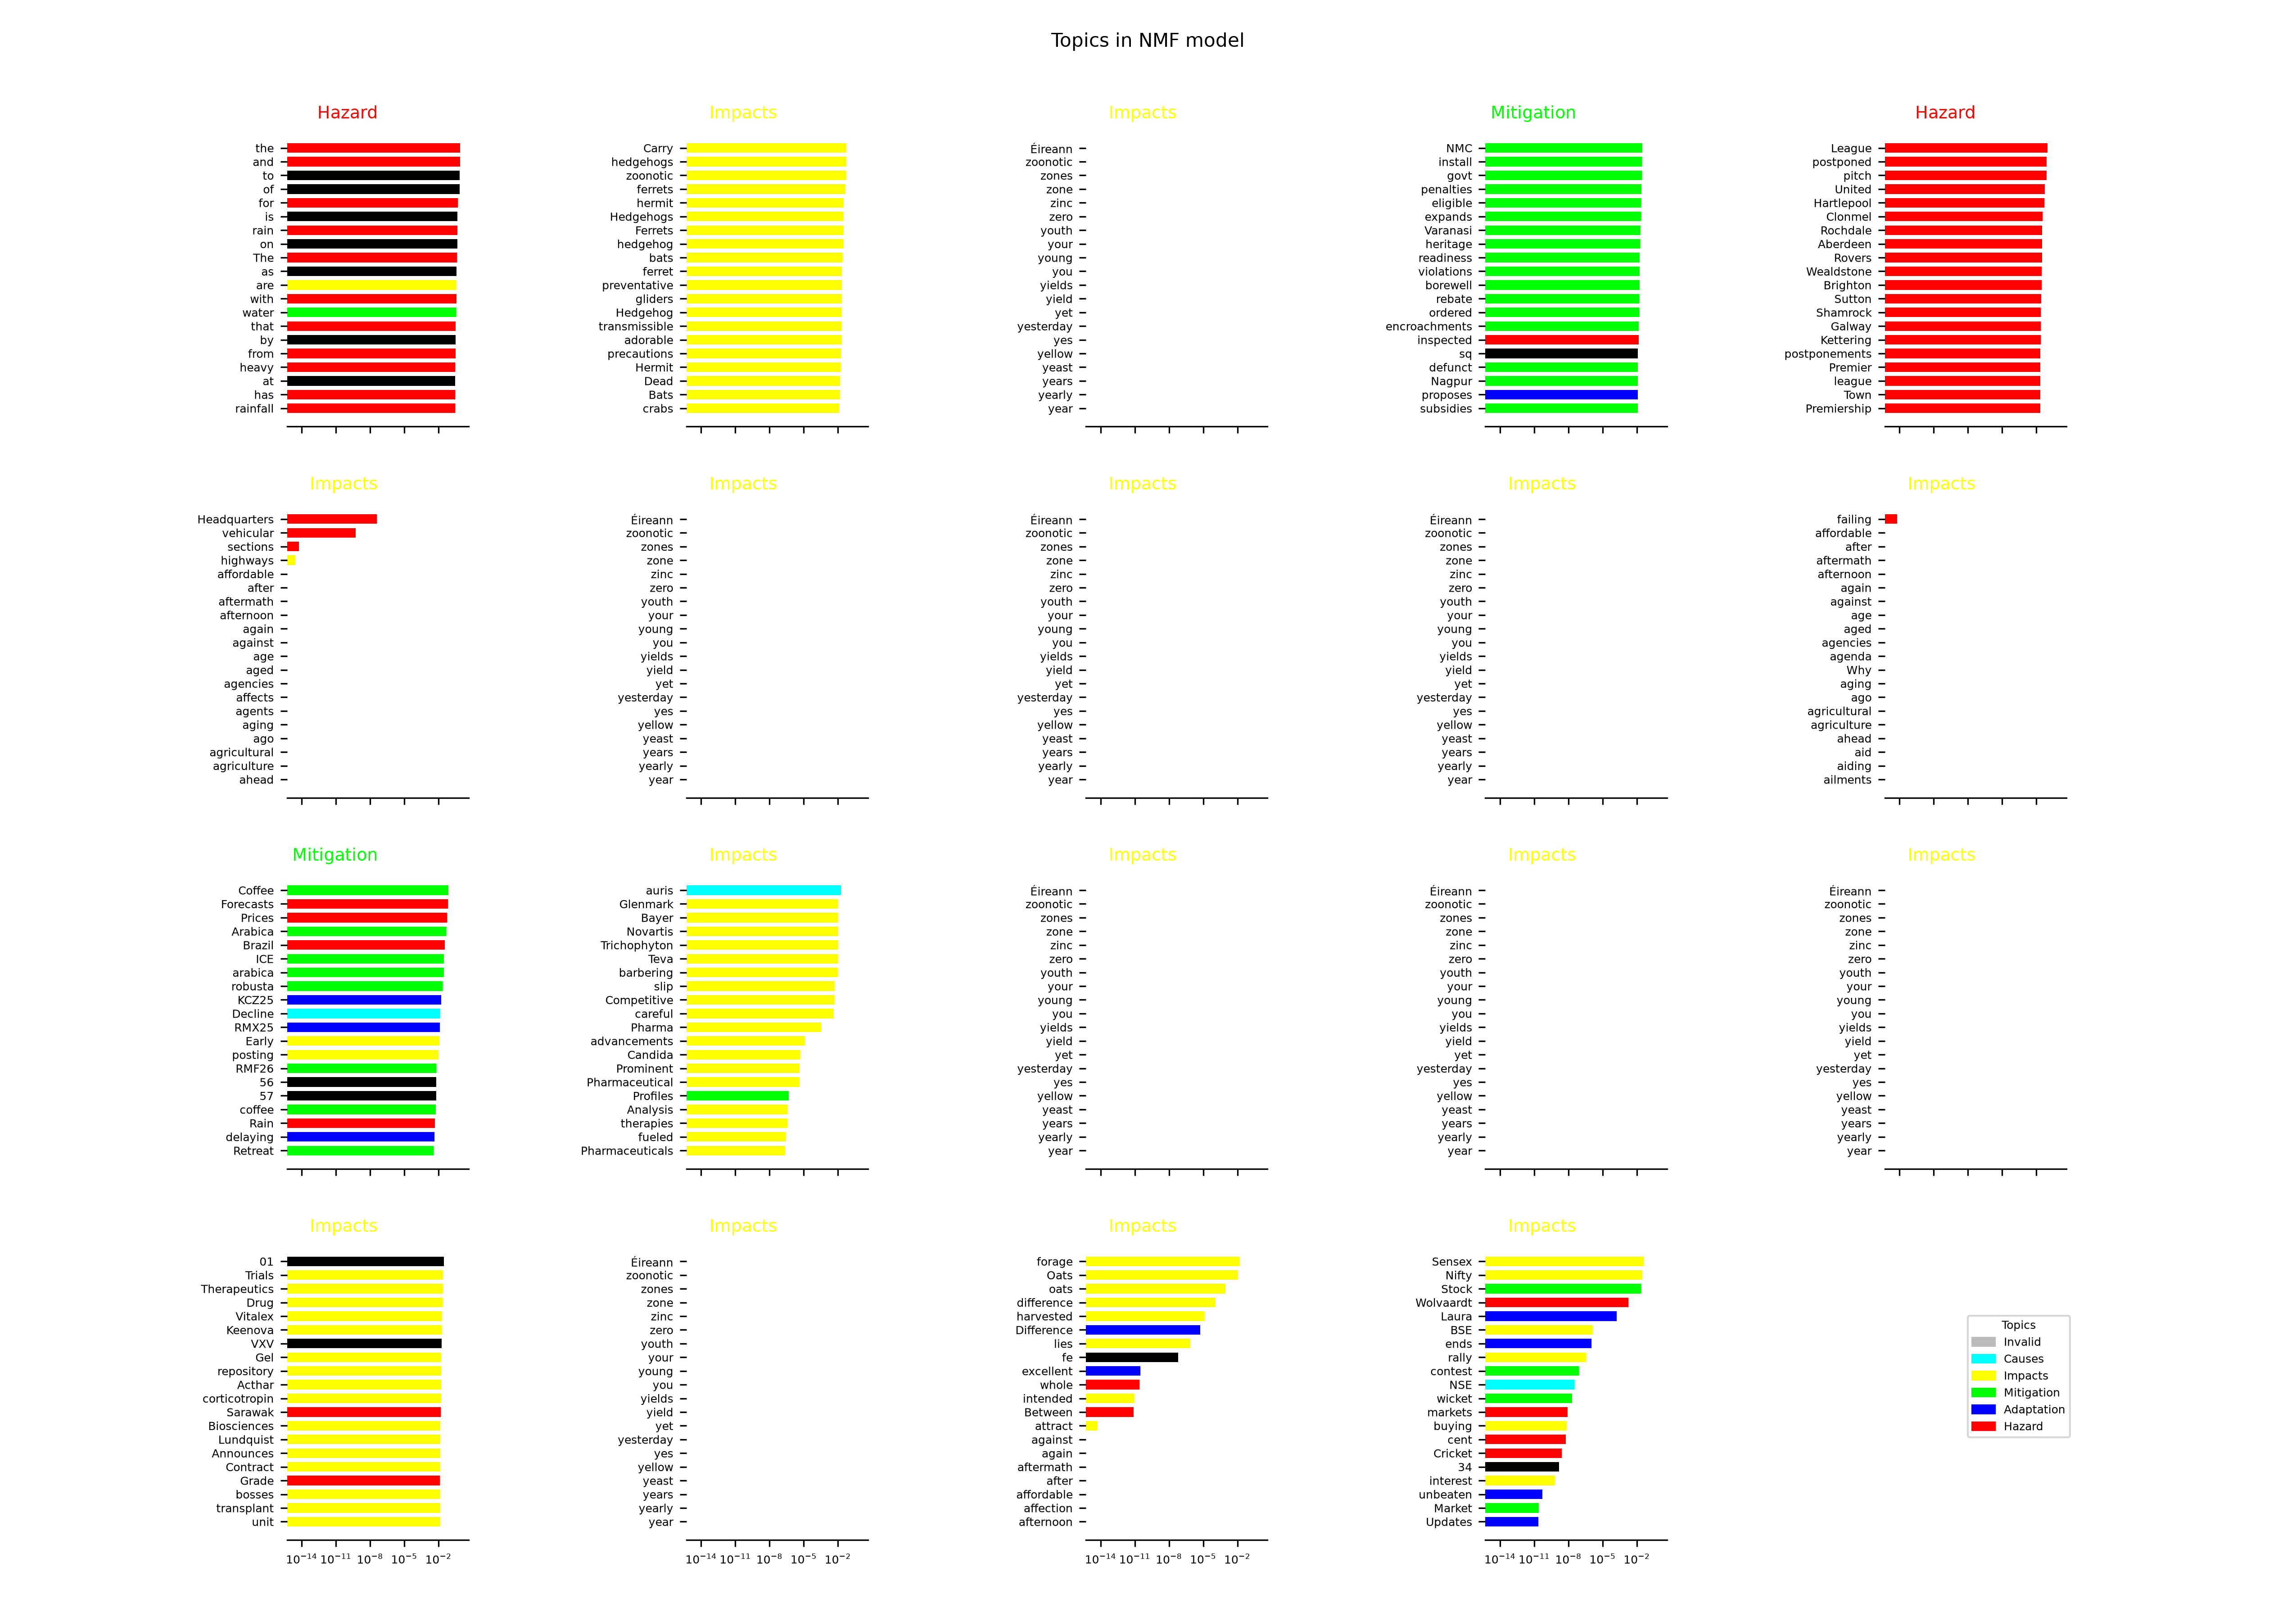 Topics in NMF model
Hazard
the
and
to
of
for
is
rain
on
The
as
are
with
water
that
by
from
heavy
at
has
rainfall
Impacts
Carry
hedgehogs
zoonotic
ferrets
hermit
Hedgehogs
Ferrets
hedgehog
bats
ferret
preventative
gliders
Hedgehog
transmissible
adorable
precautions
Hermit
Dead
Bats
crabs
Impacts
Éireann
zoonotic
zones
zone
zinc
zero
youth
your
young
you
yields
yield
yet
yesterday
yes
yellow
yeast
years
yearly
year
Mitigation
NMC
install
govt
penalties
eligible
expands
Varanasi
heritage
readiness
violations
borewell
rebate
ordered
encroachments
inspected
sq
defunct
Nagpur
proposes
subsidies
Hazard
League
postponed
pitch
United
Hartlepool
Clonmel
Rochdale
Aberdeen
Rovers
Wealdstone
Brighton
Sutton
Shamrock
Galway
Kettering
postponements
Premier
league
Town
Premiership
Impacts
Headquarters
vehicular
sections
highways
affordable
after
aftermath
afternoon
again
against
age
aged
agencies
affects
agents
aging
ago
agricultural
agriculture
ahead
Impacts
Éireann
zoonotic
zones
zone
zinc
zero
youth
your
young
you
yields
yield
yet
yesterday
yes
yellow
yeast
years
yearly
year
Impacts
Éireann
zoonotic
zones
zone
zinc
zero
youth
your
young
you
yields
yield
yet
yesterday
yes
yellow
yeast
years
yearly
year
Impacts
Éireann
zoonotic
zones
zone
zinc
zero
youth
your
young
you
yields
yield
yet
yesterday
yes
yellow
yeast
years
yearly
year
Impacts
failing
affordable
after
aftermath
afternoon
again
against
age
aged
agencies
agenda
Why
aging
ago
agricultural
agriculture
ahead
aid
aiding
ailments
Mitigation
Coffee
Forecasts
Prices
Arabica
Brazil
ICE
arabica
robusta
KCZ25
Decline
RMX25
Early
posting
RMF26
56
57
coffee
Rain
delaying
Retreat
Impacts
auris
Glenmark
Bayer
Novartis
Trichophyton
Teva
barbering
slip
Competitive
careful
Pharma
advancements
Candida
Prominent
Pharmaceutical
Profiles
Analysis
therapies
fueled
Pharmaceuticals
Impacts
Éireann
zoonotic
zones
zone
zinc
zero
youth
your
young
you
yields
yield
yet
yesterday
yes
yellow
yeast
years
yearly
year
Impacts
Éireann
zoonotic
zones
zone
zinc
zero
youth
your
young
you
yields
yield
yet
yesterday
yes
yellow
yeast
years
yearly
year
Impacts
Éireann
zoonotic
zones
zone
zinc
zero
youth
your
young
you
yields
yield
yet
yesterday
yes
yellow
yeast
years
yearly
year
Impacts
01
Trials
Therapeutics
Drug
Vitalex
Keenova
VXV
Gel
repository
Acthar
corticotropin
Sarawak
Biosciences
Lundquist
Announces
Contract
Grade
bosses
transplant
unit
10⁻¹⁴ 10⁻¹¹ 10⁻⁸ 10⁻⁵ 10⁻²
Impacts
Éireann
zoonotic
zones
zone
zinc
zero
youth
your
young
you
yields
yield
yet
yesterday
yes
yellow
yeast
years
yearly
year
10⁻¹⁴ 10⁻¹¹ 10⁻⁸ 10⁻⁵ 10⁻²
Impacts
forage
Oats
oats
difference
harvested
Difference
lies
fe
excellent
whole
intended
Between
attract
against
again
aftermath
after
affordable
affection
afternoon
10⁻¹⁴ 10⁻¹¹ 10⁻⁸ 10⁻⁵ 10⁻²
Impacts
Sensex
Nifty
Stock
Wolvaardt
Laura
BSE
ends
rally
contest
NSE
wicket
markets
buying
cent
Cricket
34
interest
unbeaten
Market
Updates
10⁻¹⁴ 10⁻¹¹ 10⁻⁸ 10⁻⁵ 10⁻²
Topics
Invalid
Causes
Impacts
Mitigation
Adaptation
Hazard